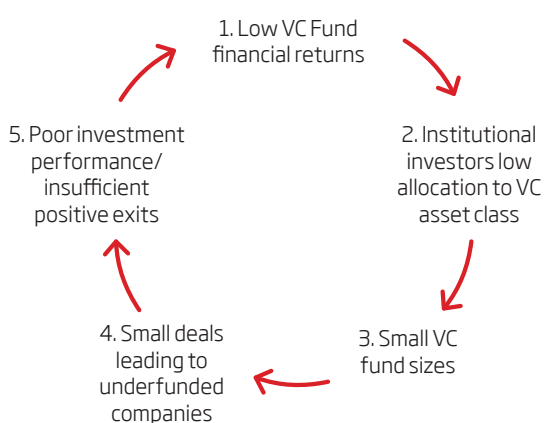 1. Low VC Fund
financial returns
2. Institutional
investors low
allocation to VC
asset class
3. Small VC
fund sizes
4. Small deals
leading to
underfunded
companies
5. Poor investment
performance/
insufficient
positive exits